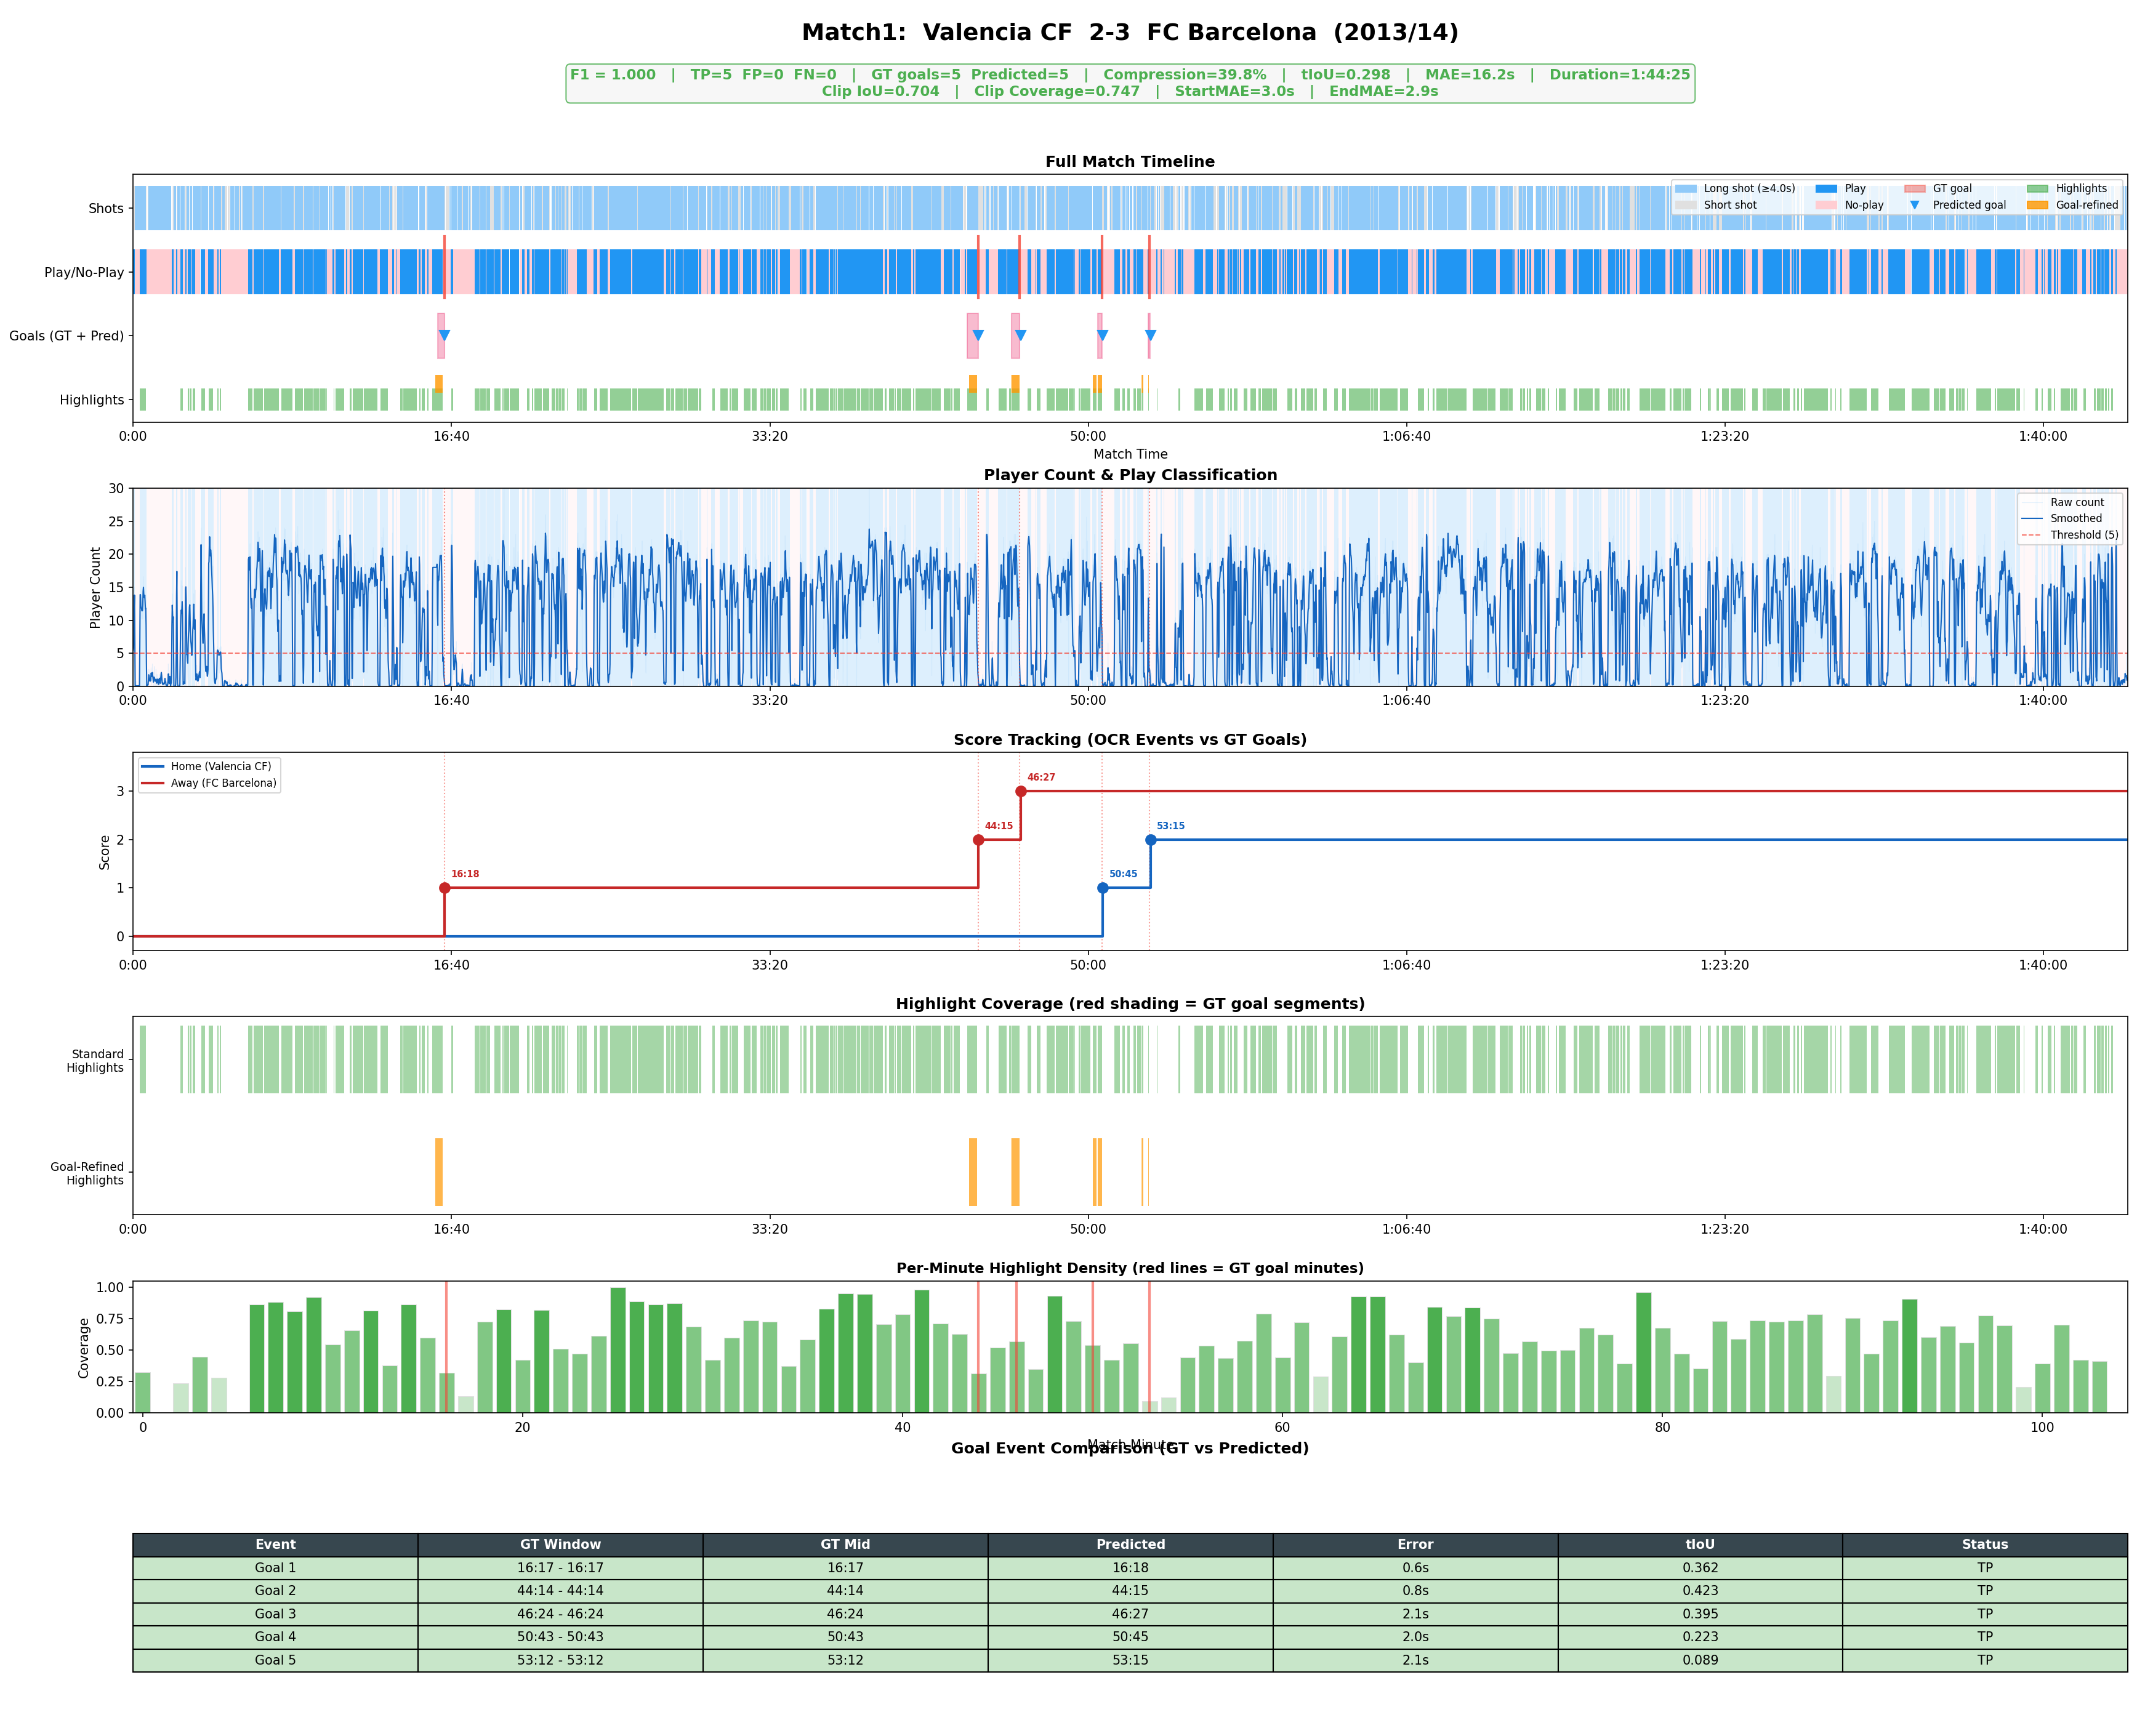 Match1:  Valencia CF  2-3  FC Barcelona  (2013/14)
F1 = 1.000   |   TP=5  FP=0  FN=0   |   GT goals=5  Predicted=5   |   Compression=39.8%   |   tIoU=0.298   |   MAE=16.2s   |   Duration=1:44:25
Clip IoU=0.704   |   Clip Coverage=0.747   |   StartMAE=3.0s   |   EndMAE=2.9s
Full Match Timeline
Long shot (≥4.0s)   Play   GT goal   Highlights
Short shot   No-play   Predicted goal   Goal-refined
Shots
Play/No-Play
Goals (GT + Pred)
Highlights
0:00   16:40   33:20   50:00   1:06:40   1:23:20   1:40:00
Match Time
Player Count & Play Classification
Player Count
30
25
20
15
10
5
0
Raw count
Smoothed
Threshold (5)
0:00   16:40   33:20   50:00   1:06:40   1:23:20   1:40:00
Score Tracking (OCR Events vs GT Goals)
Home (Valencia CF)
Away (FC Barcelona)
Score
3
2
1
0
46:27
44:15   53:15
16:18   50:45
0:00   16:40   33:20   50:00   1:06:40   1:23:20   1:40:00
Highlight Coverage (red shading = GT goal segments)
Standard
Highlights
Goal-Refined
Highlights
0:00   16:40   33:20   50:00   1:06:40   1:23:20   1:40:00
Per-Minute Highlight Density (red lines = GT goal minutes)
Coverage
1.00
0.75
0.50
0.25
0.00
0   20   40   60   80   100
Match Minute
Goal Event Comparison (GT vs Predicted)
Event   GT Window   GT Mid   Predicted   Error   tIoU   Status
Goal 1   16:17 - 16:17   16:17   16:18   0.6s   0.362   TP
Goal 2   44:14 - 44:14   44:14   44:15   0.8s   0.423   TP
Goal 3   46:24 - 46:24   46:24   46:27   2.1s   0.395   TP
Goal 4   50:43 - 50:43   50:43   50:45   2.0s   0.223   TP
Goal 5   53:12 - 53:12   53:12   53:15   2.1s   0.089   TP